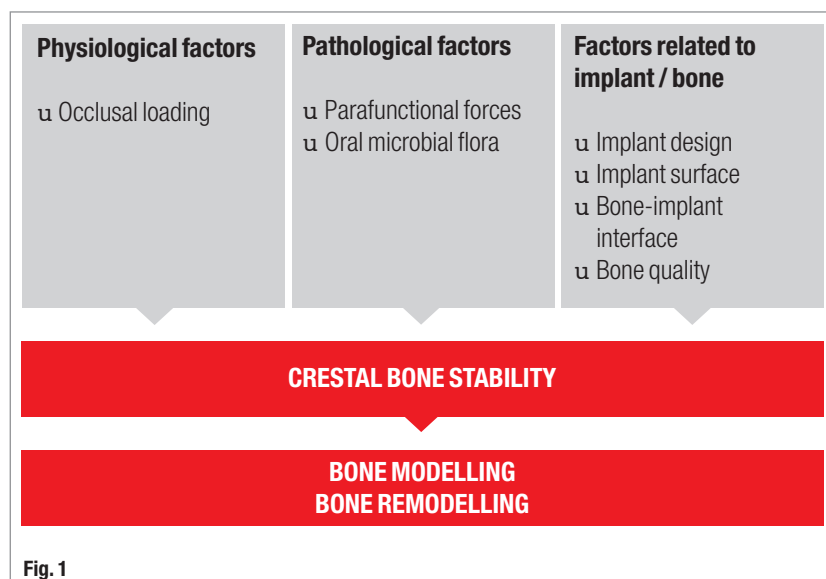 Physiological factors
u Occlusal loading
Pathological factors
u Parafunctional forces
u Oral microbial flora
Factors related to
implant / bone
u Implant design
u Implant surface
u Bone-implant
interface
u Bone quality
CRESTAL BONE STABILITY
BONE MODELLING
BONE REMODELLING
Fig. 1